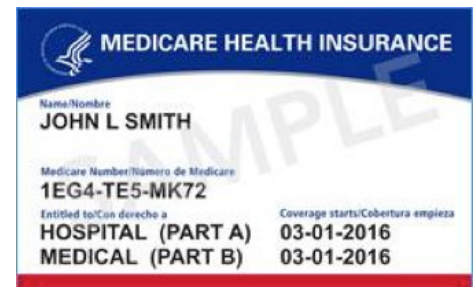 MEDICARE HEALTH INSURANCE
SAMPLE
Name/Nombre
JOHN L SMITH
Medicare Number/Número de Medicare
1EG4-TE5-MK72
Entitled to/Con derecho a Coverage starts/Cobertura empieza
HOSPITAL (PART A) 03-01-2016
MEDICAL (PART B) 03-01-2016